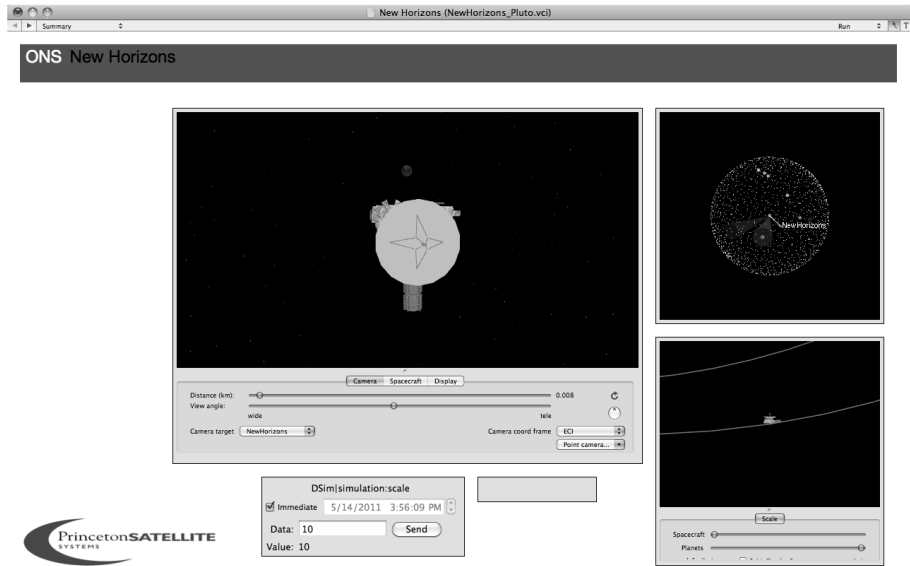 New Horizons (NewHorizons_Pluto.vci)
Summary
Run
T
ONS New Horizons
New Horizons
Camera Spacecraft Display
Distance (km): 0.008
View angle:
wide tele
Camera target NewHorizons Camera coord frame ECI
Point camera...
Scale
Spacecraft
Planets
DSim|simulation:scale
Immediate 5/14/2011 3:56:09 PM
Data: 10 Send
Value: 10
PrincetonSATELLITE
SYSTEMS